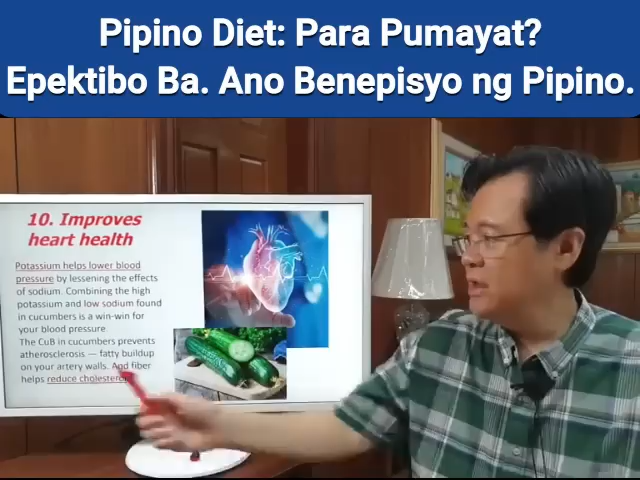 Pipino Diet: Para Pumayat?
Epektibo Ba. Ano Benepisyo ng Pipino.
10. Improves
heart health
Potassium helps lower blood
pressure by lessening the effects
of sodium. Combining the high
potassium and low sodium found
in cucumbers is a win-win for
your blood pressure.
The CuB in cucumbers prevents
atherosclerosis — fatty buildup
on your artery walls. And fiber
helps reduce cholesterol